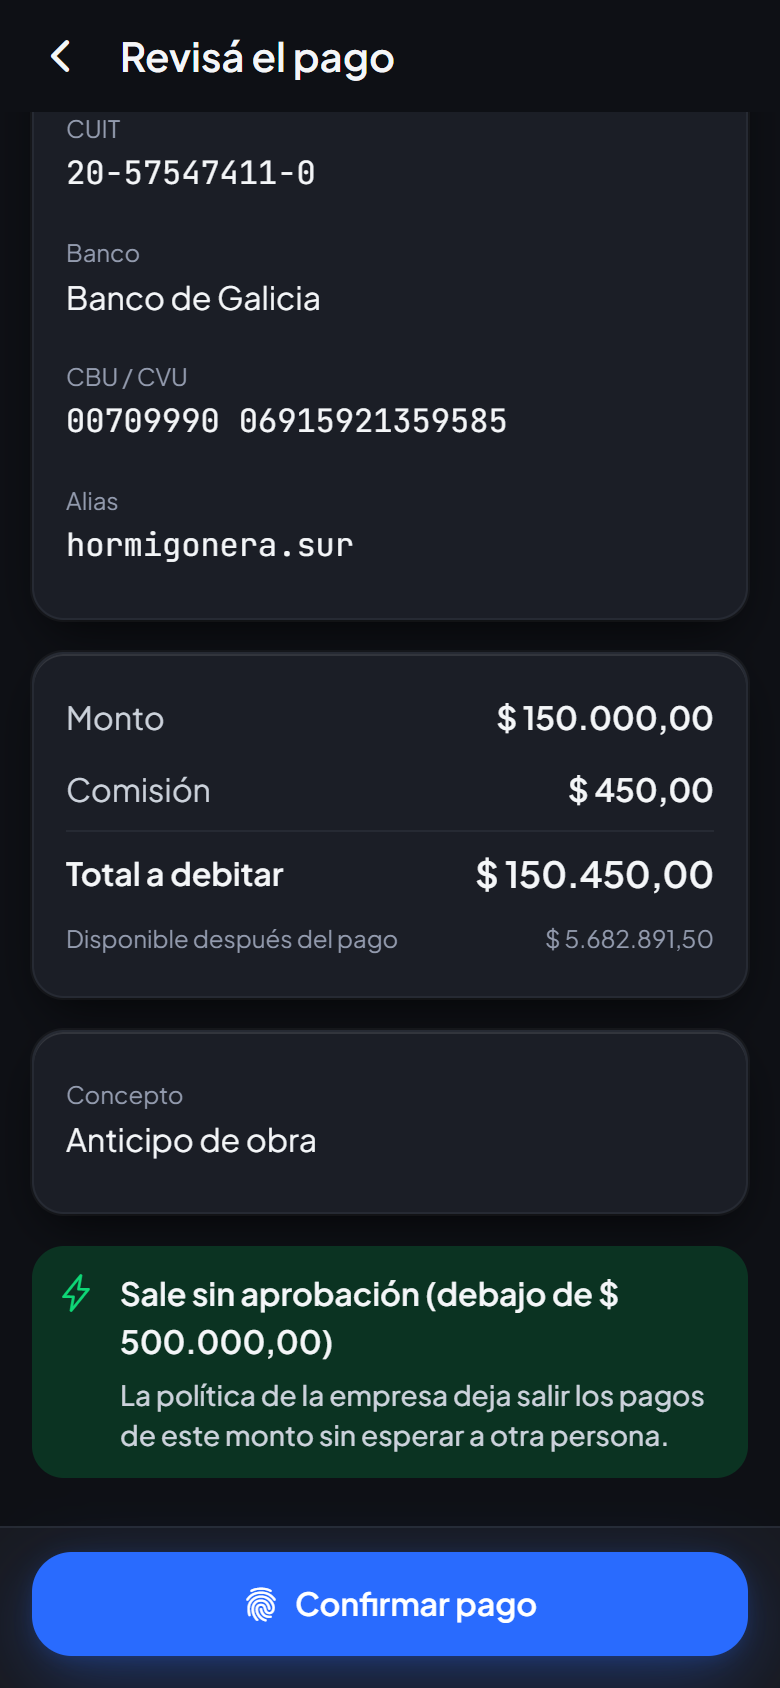 Revisá el pago
CUIT
20-57547411-0
Banco
Banco de Galicia
CBU / CVU
00709990 06915921359585
Alias
hormigonera.sur
Monto $ 150.000,00
Comisión $ 450,00
Total a debitar $ 150.450,00
Disponible después del pago $ 5.682.891,50
Concepto
Anticipo de obra
Sale sin aprobación (debajo de $
500.000,00)
La política de la empresa deja salir los pagos
de este monto sin esperar a otra persona.
Confirmar pago